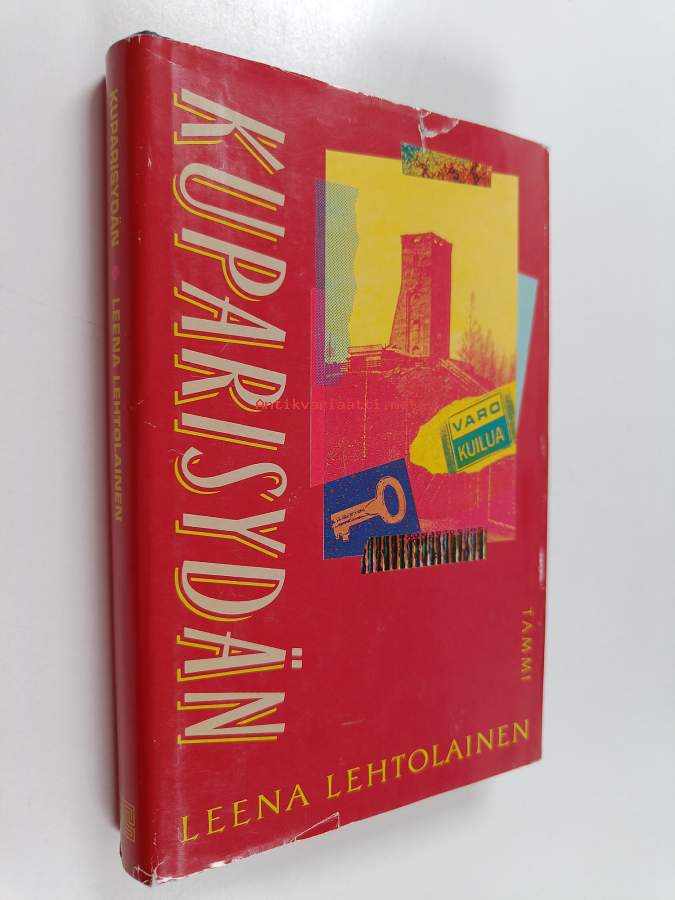 KUPARISYDÄN
LEENA LEHTOLAINEN
KUPARISYDÄN
VARO
KUILUA
TAMMI
LEENA LEHTOLAINEN
Antikvariaatti.net